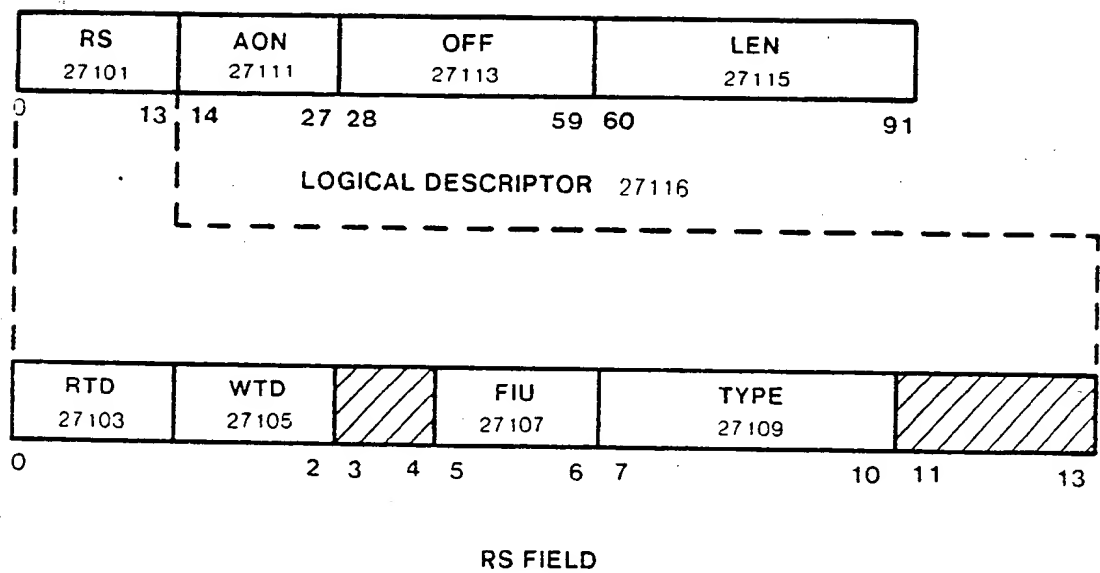 RS AON OFF LEN
27101 27111 27113 27115
0 13 14 27 28 59 60 91
LOGICAL DESCRIPTOR 27116
RTD WTD FIU TYPE
27103 27105 27107 27109
0 2 3 4 5 6 7 10 11 13
RS FIELD